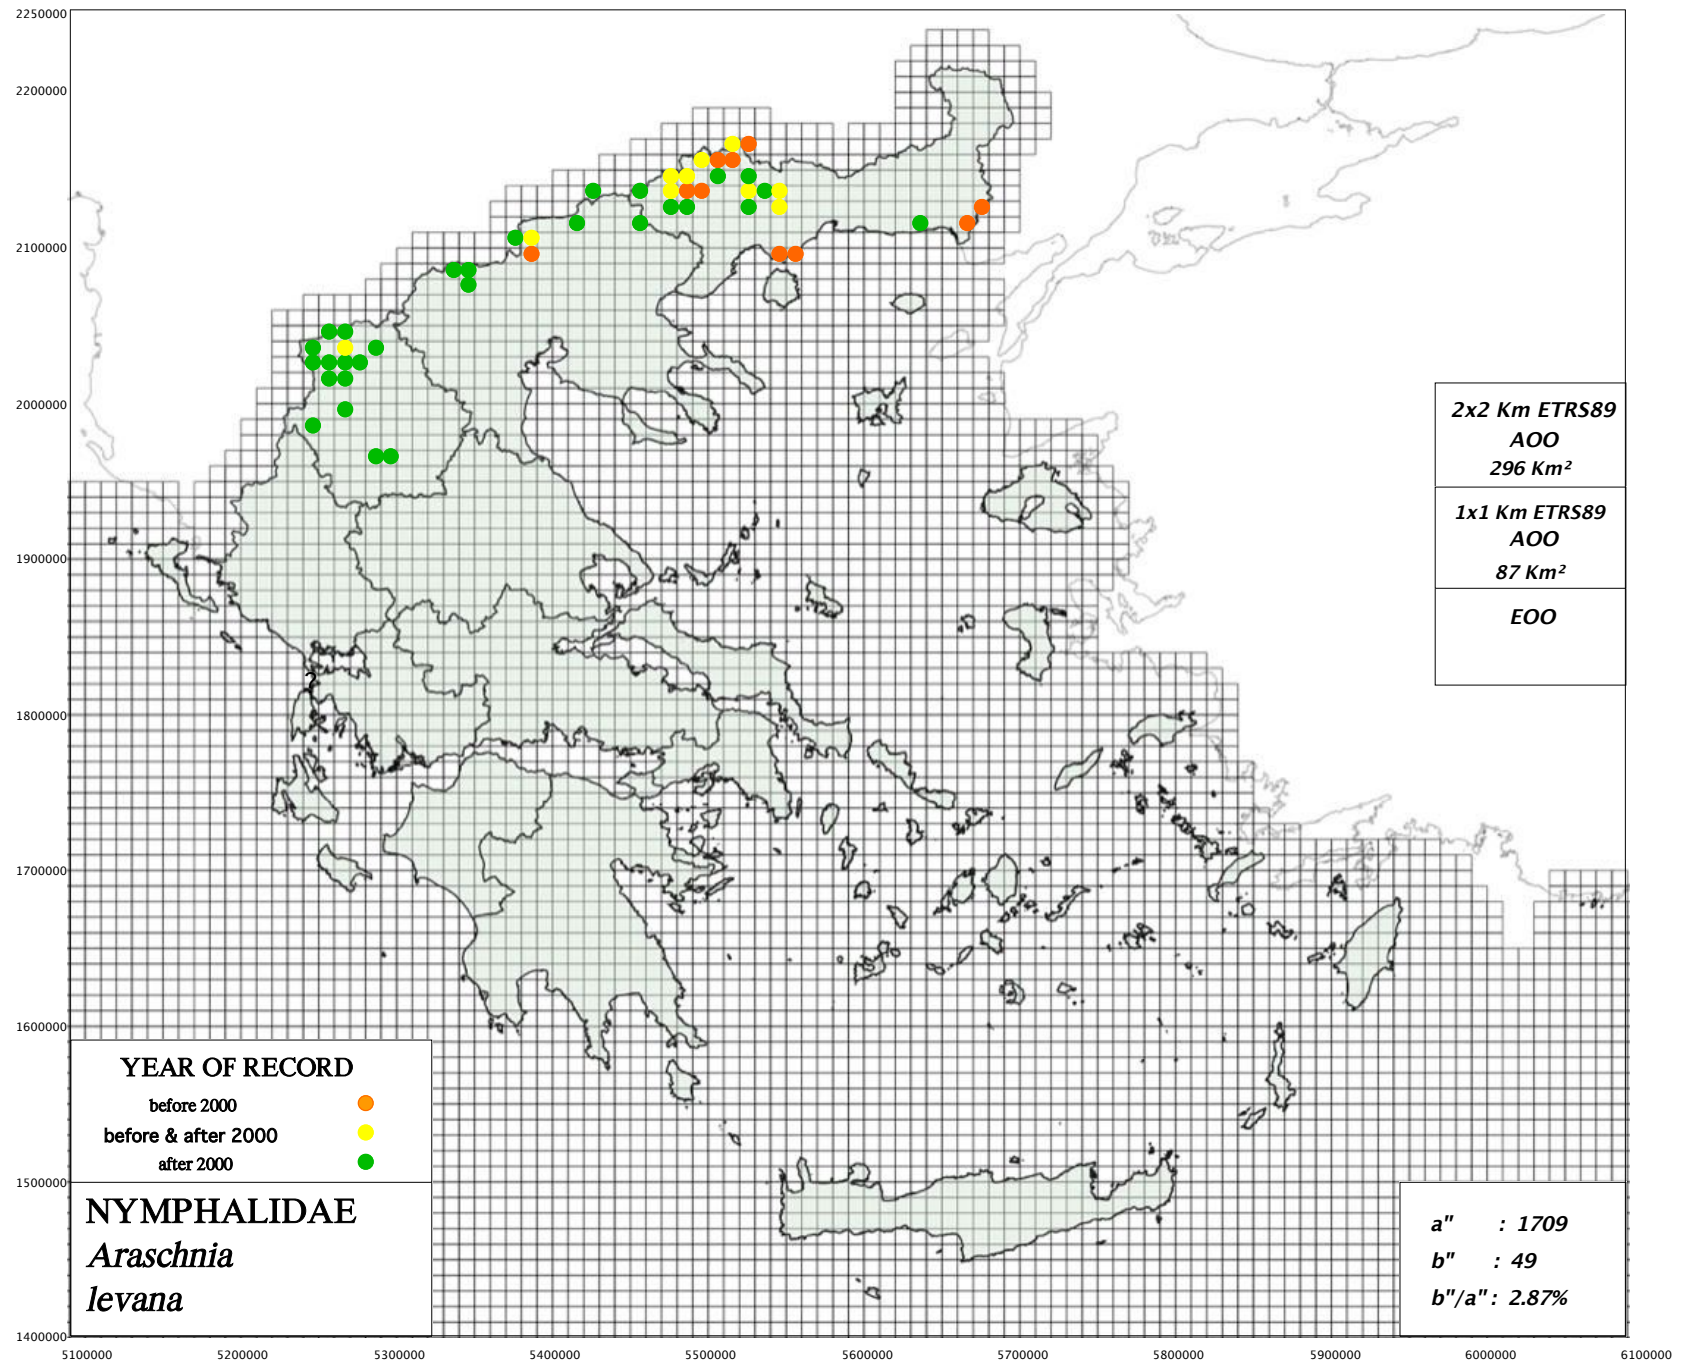 2250000
2200000
2100000
2000000
1900000
1800000
1700000
1600000
1500000
1400000
2x2 Km ETRS89
AOO
296 Km²
1x1 Km ETRS89
AOO
87 Km²
EOO
?
YEAR OF RECORD
before 2000
before & after 2000
after 2000
NYMPHALIDAE
Araschnia
levana
a" : 1709
b" : 49
b"/a" : 2.87%
5100000 5200000 5300000 5400000 5500000 5600000 5700000 5800000 5900000 6000000 6100000